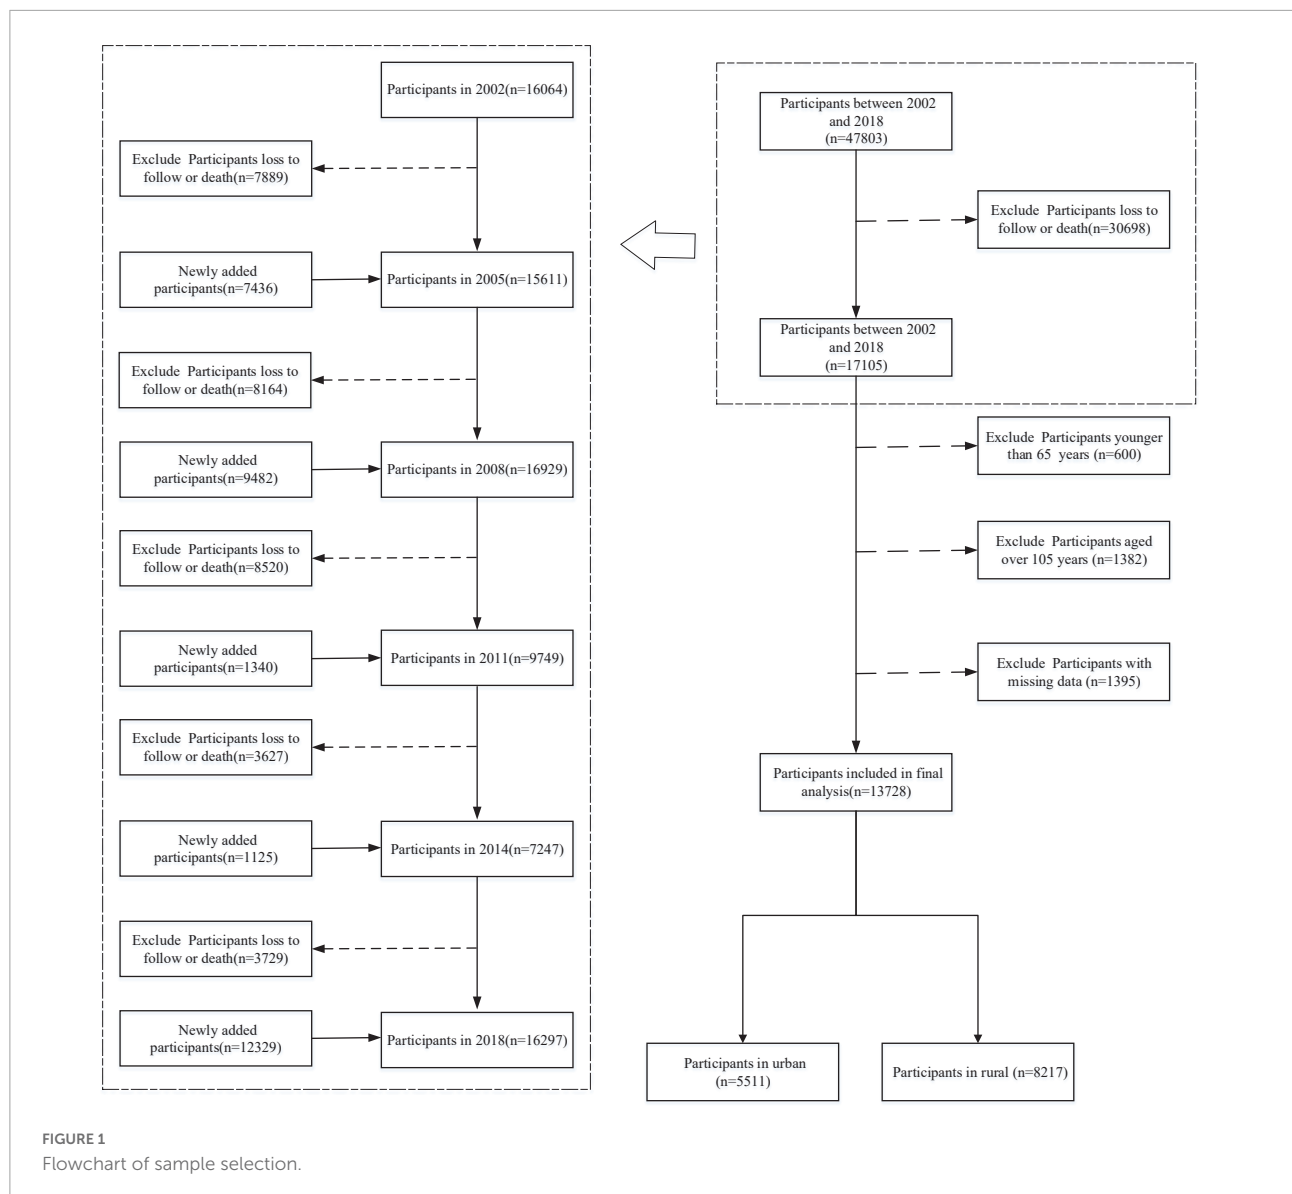 Participants in 2002(n=16064)
Exclude Participants loss to
follow or death(n=7889)
Newly added
participants(n=7436)
Participants in 2005(n=15611)
Exclude Participants loss to
follow or death(n=8164)
Newly added
participants(n=9482)
Participants in 2008(n=16929)
Exclude Participants loss to
follow or death(n=8520)
Newly added
participants(n=1340)
Participants in 2011(n=9749)
Exclude Participants loss to
follow or death(n=3627)
Newly added
participants(n=1125)
Participants in 2014(n=7247)
Exclude Participants loss to
follow or death(n=3729)
Newly added
participants(n=12329)
Participants in 2018(n=16297)
Participants between 2002
and 2018
(n=47803)
Exclude Participants loss to
follow or death(n=30698)
Participants between 2002
and 2018
(n=17105)
Exclude Participants younger
than 65 years (n=600)
Exclude Participants aged
over 105 years (n=1382)
Exclude Participants with
missing data (n=1395)
Participants included in final
analysis(n=13728)
Participants in urban
(n=5511)
Participants in rural (n=8217)
FIGURE 1
Flowchart of sample selection.